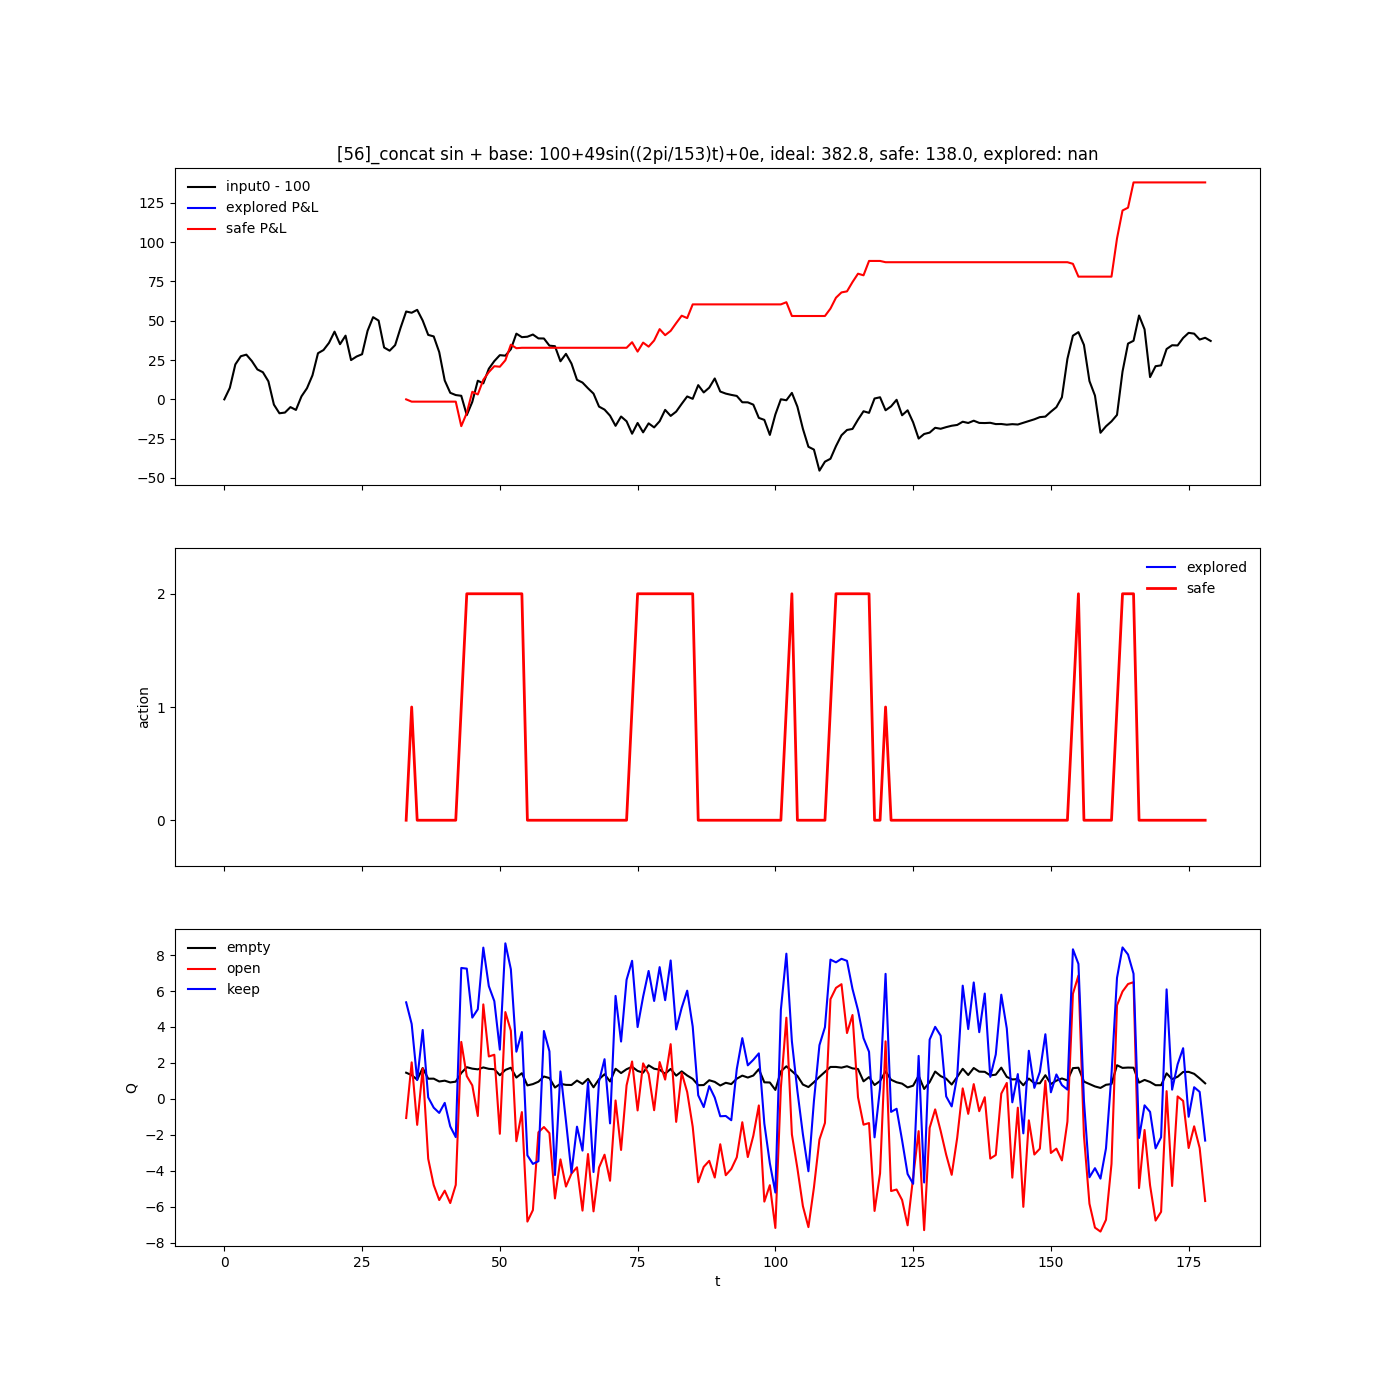 [56]_concat sin + base: 100+49sin((2pi/153)t)+0e, ideal: 382.8, safe: 138.0, explored: nan
input0 - 100
explored P&L
safe P&L
125
100
75
50
25
0
−25
−50
explored
safe
2
1
0
action
empty
open
keep
8
6
4
2
0
−2
−4
−6
−8
Q
0 25 50 75 100 125 150 175
t